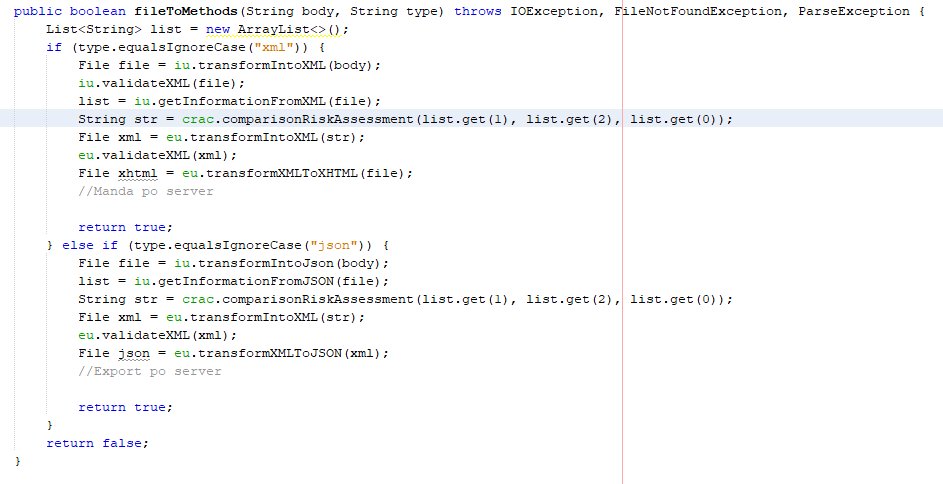 public boolean fileToMethods(String body, String type) throws IOException, FileNotFoundException, ParseException {
    List<String> list = new ArrayList<>();
    if (type.equalsIgnoreCase("xml")) {
        File file = iu.transformIntoXML(body);
        iu.validateXML(file);
        list = iu.getInformationFromXML(file);
        String str = crac.comparisonRiskAssessment(list.get(1), list.get(2), list.get(0));
        File xml = eu.transformIntoXML(str);
        eu.validateXML(xml);
        File xhtml = eu.transformXMLToXHTML(file);
        //Manda po server
        return true;
    } else if (type.equalsIgnoreCase("json")) {
        File file = iu.transformIntoJson(body);
        list = iu.getInformationFromJSON(file);
        String str = crac.comparisonRiskAssessment(list.get(1), list.get(2), list.get(0));
        File xml = eu.transformIntoXML(str);
        eu.validateXML(xml);
        File json = eu.transformXMLToJSON(xml);
        //Export po server
        return true;
    }
    return false;
}